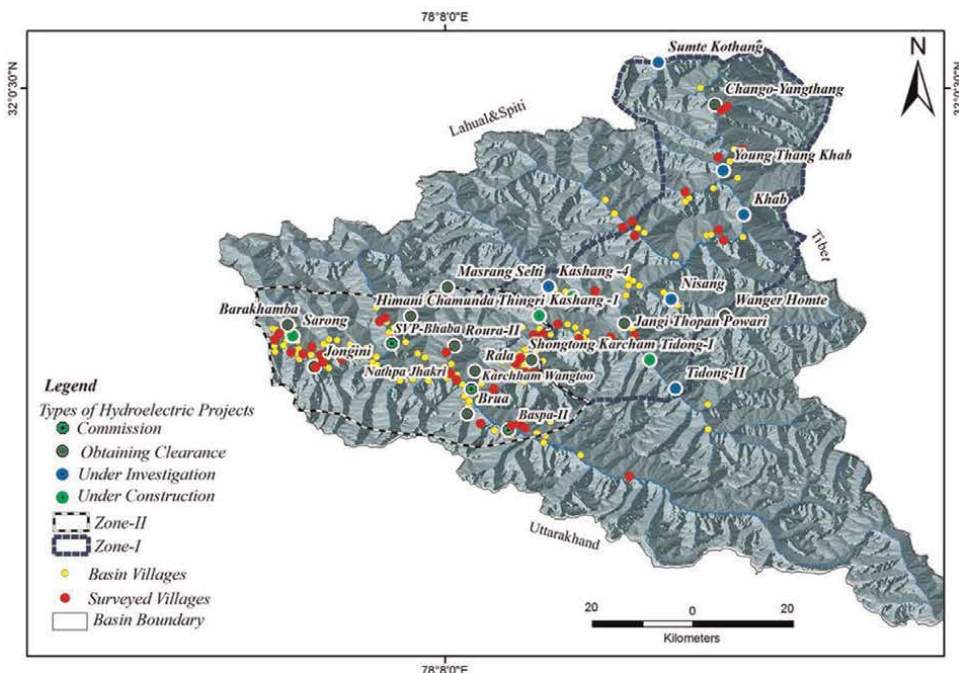 78°8'0"E
N
32°0'30"N
32°0'30"N
Sumte Kothang
Chango-Yangthang
Lahual&Spiti
Young Thang Khab
Khab
Tibet
Masrang Selti
Kashang -4
Nisang
Himani Chamunda
Thingri
Kashang -1
Wanger Homte
Barakhamba
Sarong
SVP-Bhaba
Roura-II
Jangi Thopan Powari
Jongini
Rala
Shongtong Karcham
Tidong-I
Nathpa Jhakri
Karchham Wangtoo
Tidong-II
Brua
Baspa-II
Uttarakhand
Legend
Types of Hydroelectric Projects
Commission
Obtaining Clearance
Under Investigation
Under Construction
Zone-II
Zone-I
Basin Villages
Surveyed Villages
Basin Boundary
20 0 20
Kilometers
78°8'0"E